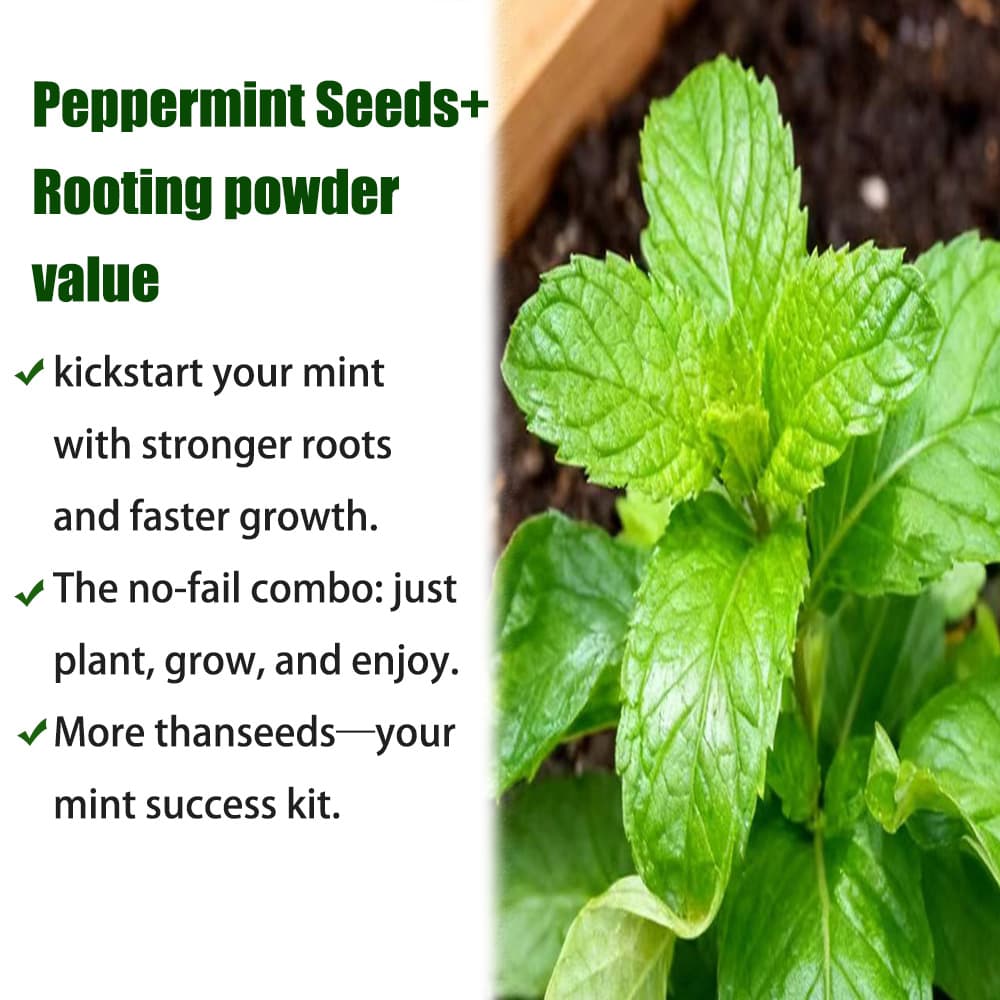 Peppermint Seeds+
Rooting powder
value
kickstart your mint
with stronger roots
and faster growth.
The no-fail combo: just
plant, grow, and enjoy.
More thanseeds—your
mint success kit.